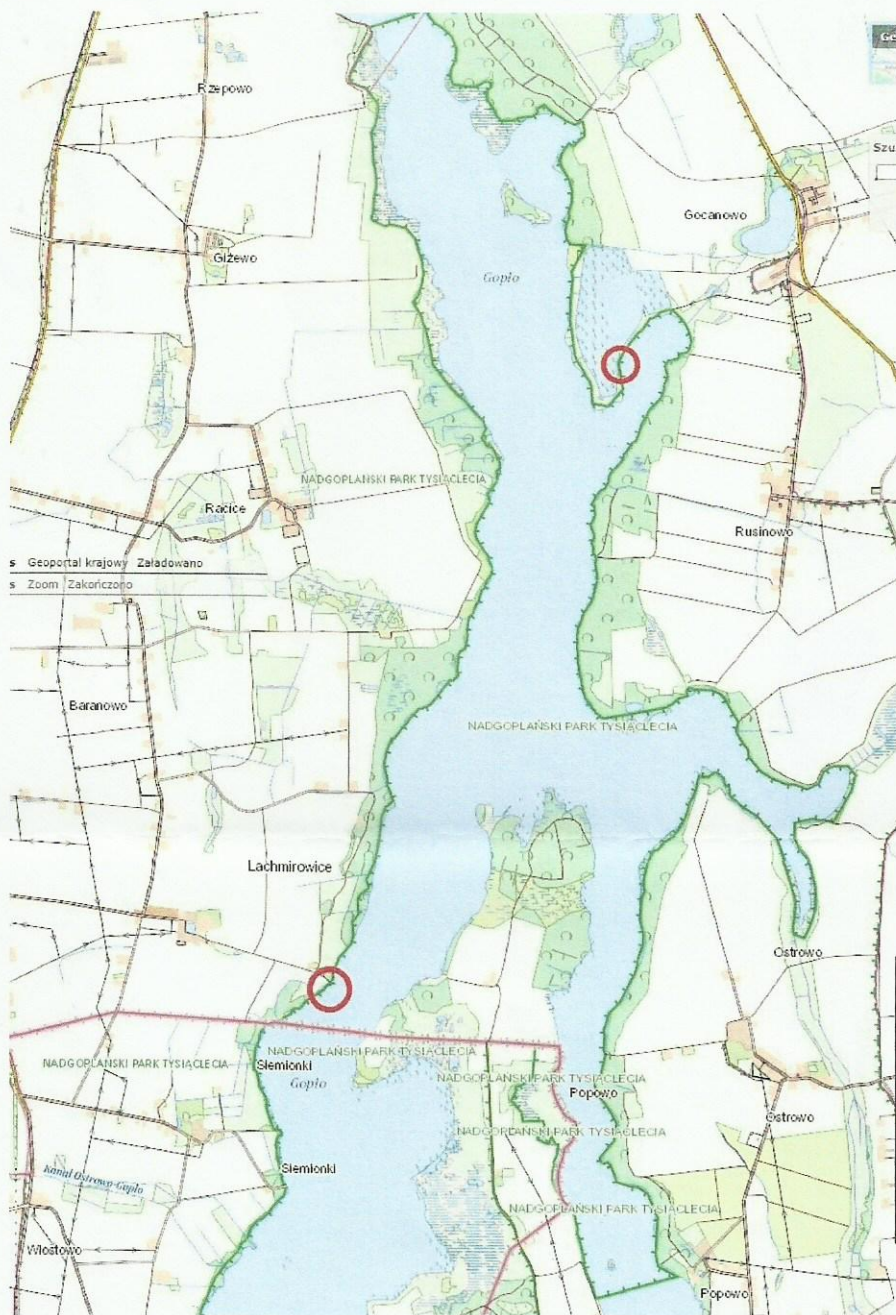 Ge
Rzepowo
Szu
Gocanowo
Giżewo
Gopło
NADGOPLAŃSKI PARK TYSIĄCLECIA
Racice
Rusinowo
s Geoportal krajowy Załadowano
s Zoom Zakończono
Baranowo
NADGOPLAŃSKI PARK TYSIĄCLECIA
Lachmirowice
Ostrowo
NADGOPLAŃSKI PARK TYSIĄCLECIA
NADGOPLAŃSKI PARK TYSIĄCLECIA
Siemionki
Gopło
NADGOPLAŃSKI PARK TYSIĄCLECIA
Popowo
Ostrowo
NADGOPLAŃSKI PARK TYSIĄCLECIA
Siemionki
Kanał Ostrowo-Gopło
NADGOPLAŃSKI PARK TYSIĄCLECIA
Włostowo
Popowo